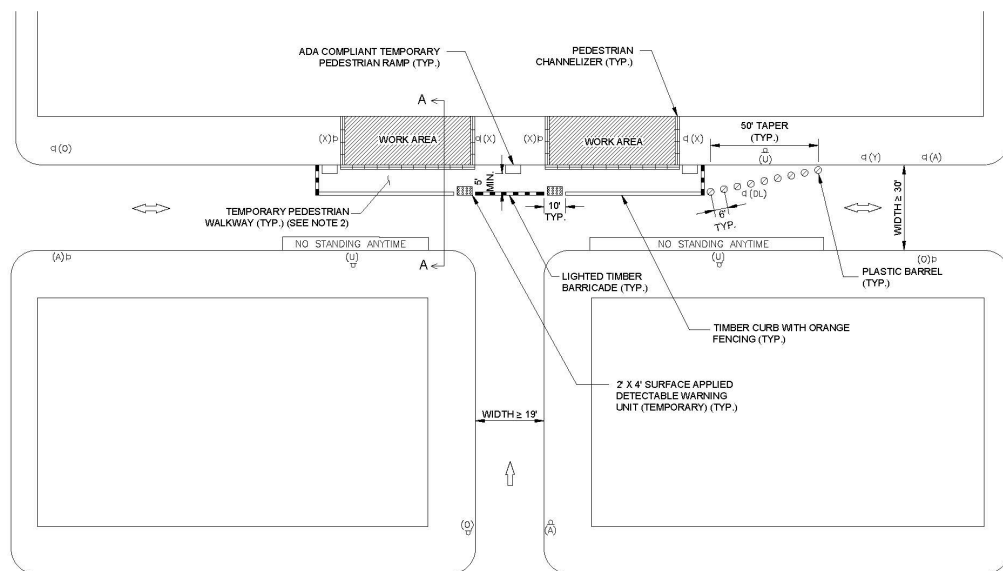 ADA COMPLIANT TEMPORARY
PEDESTRIAN RAMP (TYP.)
PEDESTRIAN
CHANNELIZER (TYP.)
A
50' TAPER
(TYP.)
(O)
(X)
WORK AREA
(X)
(X)
WORK AREA
(X)
(U)
(Y)
(A)
5'
MIN.
(DL)
WIDTH ≥ 30'
TEMPORARY PEDESTRIAN
WALKWAY (TYP.) (SEE NOTE 2)
10'
TYP.
6'
TYP.
NO STANDING ANYTIME
NO STANDING ANYTIME
(A)
(U)
A
(U)
(O)
LIGHTED TIMBER
BARRICADE (TYP.)
PLASTIC BARREL
(TYP.)
TIMBER CURB WITH ORANGE
FENCING (TYP.)
2' X 4' SURFACE APPLIED
DETECTABLE WARNING
UNIT (TEMPORARY) (TYP.)
WIDTH ≥ 19'
(O)
(A)